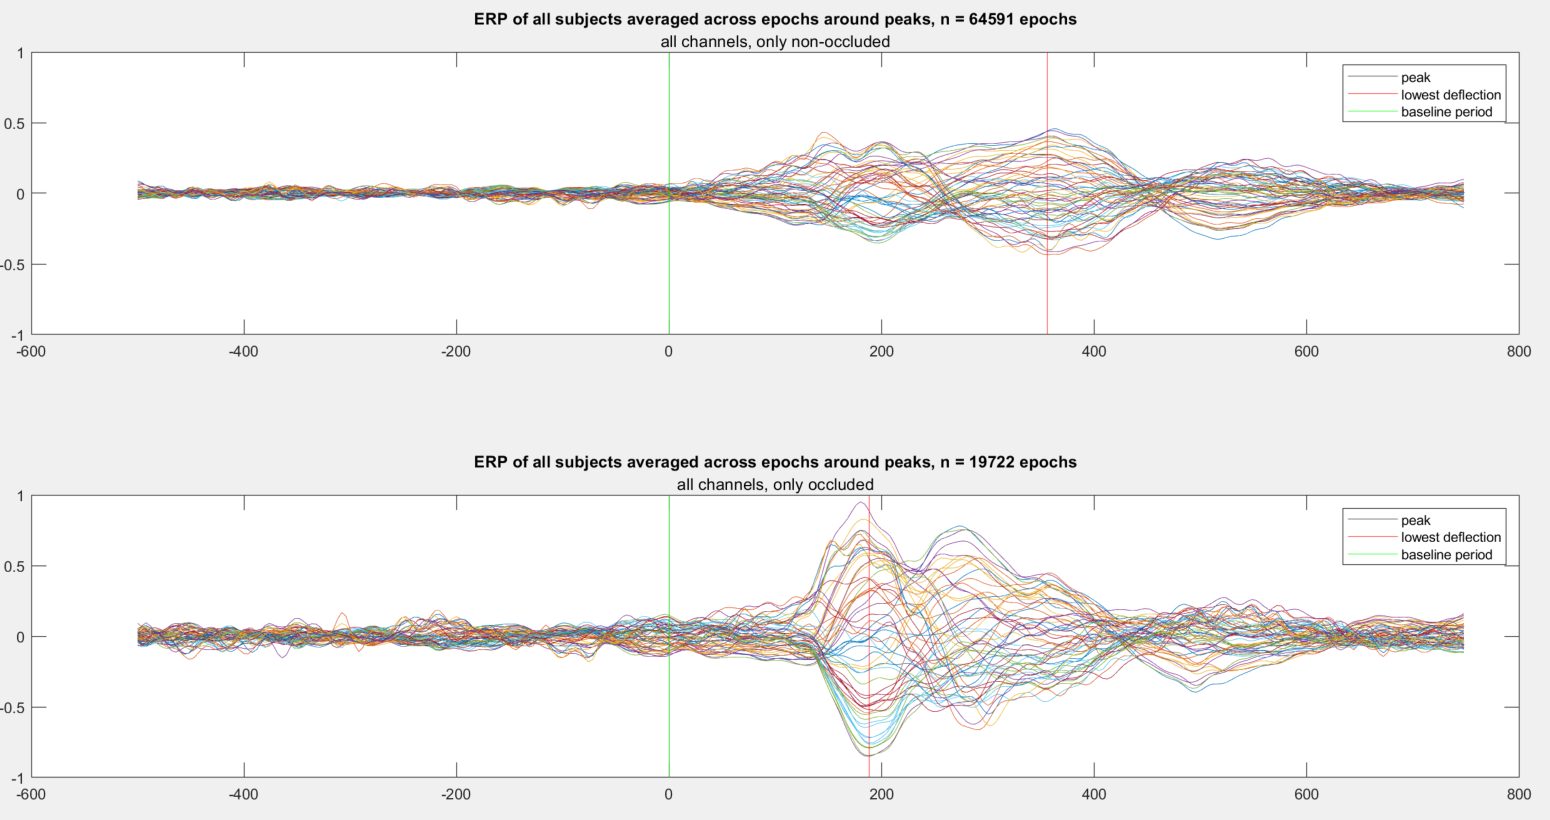 ERP of all subjects averaged across epochs around peaks, n = 64591 epochs
all channels, only non-occluded
1
0.5
0
-0.5
-1
-600 -400 -200 0 200 400 600 800
peak
lowest deflection
baseline period
ERP of all subjects averaged across epochs around peaks, n = 19722 epochs
all channels, only occluded
1
0.5
0
-0.5
-1
-600 -400 -200 0 200 400 600 800
peak
lowest deflection
baseline period